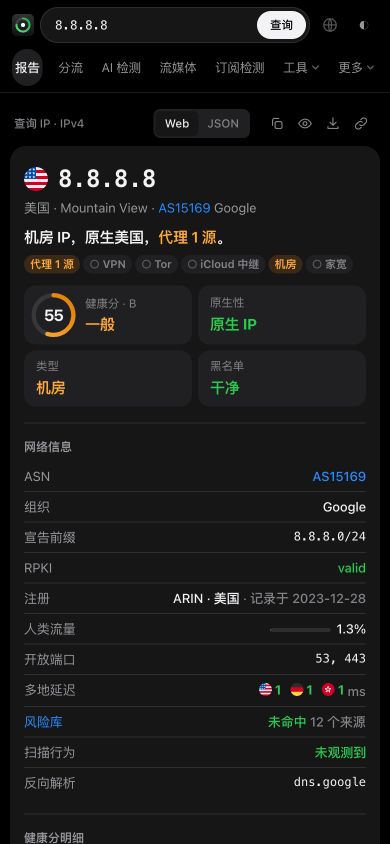 8.8.8.8 查询
报告 分流 AI 检测 流媒体 订阅检测 工具 更多
查询 IP · IPv4 Web JSON
8.8.8.8
美国 · Mountain View · AS15169 Google
机房 IP，原生美国，代理 1 源。
代理 1 源 VPN Tor iCloud 中继 机房 家宽
55 健康分 · B 一般
原生性
原生 IP
类型
机房
黑名单
干净
网络信息
ASN AS15169
组织 Google
宣告前缀 8.8.8.0/24
RPKI valid
注册 ARIN · 美国 · 记录于 2023-12-28
人类流量 1.3%
开放端口 53, 443
多地延迟 1 1 1 ms
风险库 未命中 12 个来源
扫描行为 未观测到
反向解析 dns.google
健康分明细